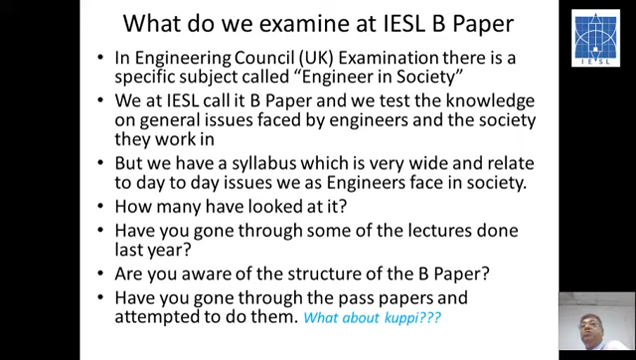 What do we examine at IESL B Paper
• In Engineering Council (UK) Examination there is a
specific subject called “Engineer in Society”
• We at IESL call it B Paper and we test the knowledge
on general issues faced by engineers and the society
they work in
• But we have a syllabus which is very wide and relate
to day to day issues we as Engineers face in society.
• How many have looked at it?
• Have you gone through some of the lectures done
last year?
• Are you aware of the structure of the B Paper?
• Have you gone through the pass papers and
attempted to do them. What about kuppi???
I E S L